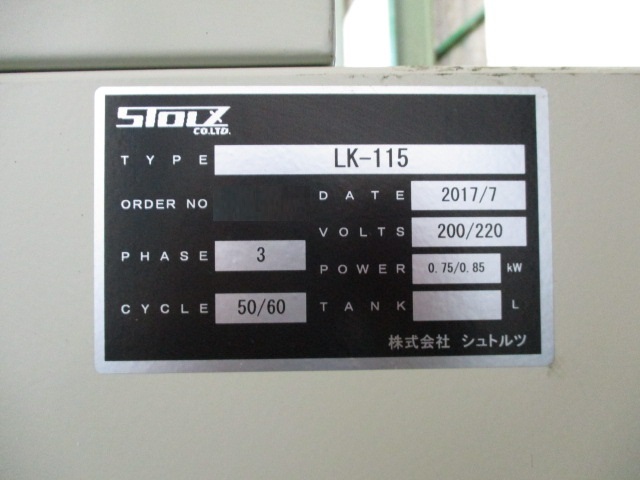 STOLZ
CO.LTD.
TYPE LK-115
ORDER NO
DATE 2017/7
VOLTS 200/220
PHASE 3
POWER 0.75/0.85 kW
CYCLE 50/60
TANK L
株式会社 シュトルツ